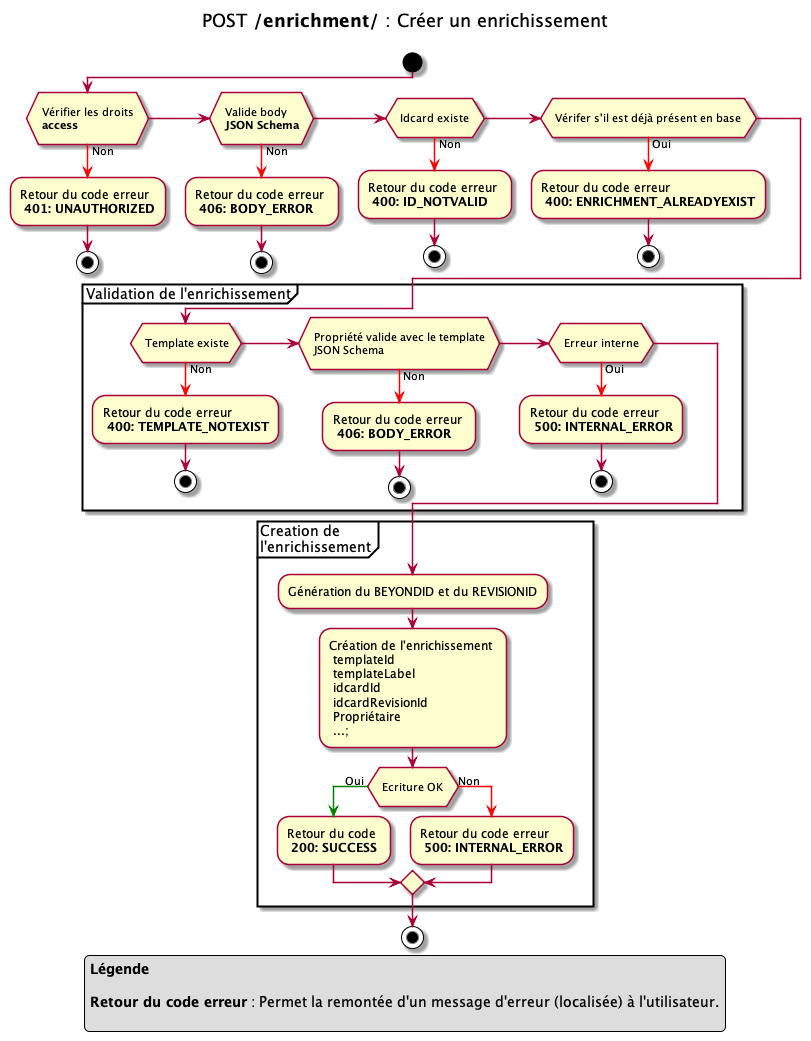 POST /enrichment/ : Créer un enrichissement
Vérifier les droits
access
Non
Retour du code erreur
401: UNAUTHORIZED
Valide body
JSON Schema
Non
Retour du code erreur
406: BODY_ERROR
Idcard existe
Non
Retour du code erreur
400: ID_NOTVALID
Vérifer s'il est déjà présent en base
Oui
Retour du code erreur
400: ENRICHMENT_ALREADYEXIST
Validation de l'enrichissement
Template existe
Non
Retour du code erreur
400: TEMPLATE_NOTEXIST
Propriété valide avec le template
JSON Schema
Non
Retour du code erreur
406: BODY_ERROR
Erreur interne
Oui
Retour du code erreur
500: INTERNAL_ERROR
Creation de
l'enrichissement
Génération du BEYONDID et du REVISIONID
Création de l'enrichissement
templateId
templateLabel
idcardId
idcardRevisionId
Propriétaire
...;
Ecriture OK
Oui
Retour du code
200: SUCCESS
Non
Retour du code erreur
500: INTERNAL_ERROR
Légende
Retour du code erreur : Permet la remontée d'un message d'erreur (localisée) à l'utilisateur.